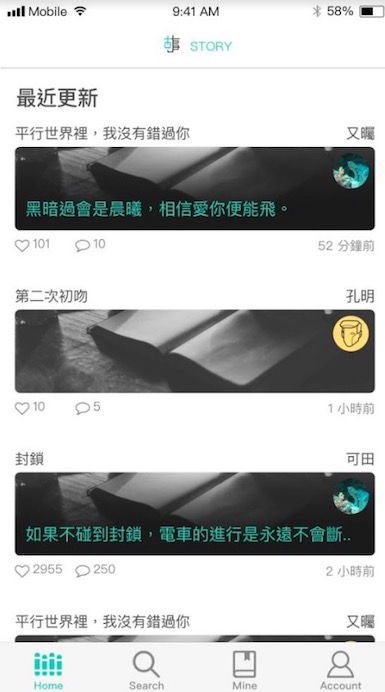 Mobile 9:41 AM 58%
故事 STORY
最近更新
平行世界裡，我沒有錯過你 又曯
黑暗過會是晨曦，相信愛你便能飛。
101 10 52 分鐘前
第二次初吻 孔明
10 5 1 小時前
封鎖 可田
如果不碰到封鎖，電車的進行是永遠不會斷..
2955 250 2 小時前
平行世界裡，我沒有錯過你 又曯
Home Search Mine Account